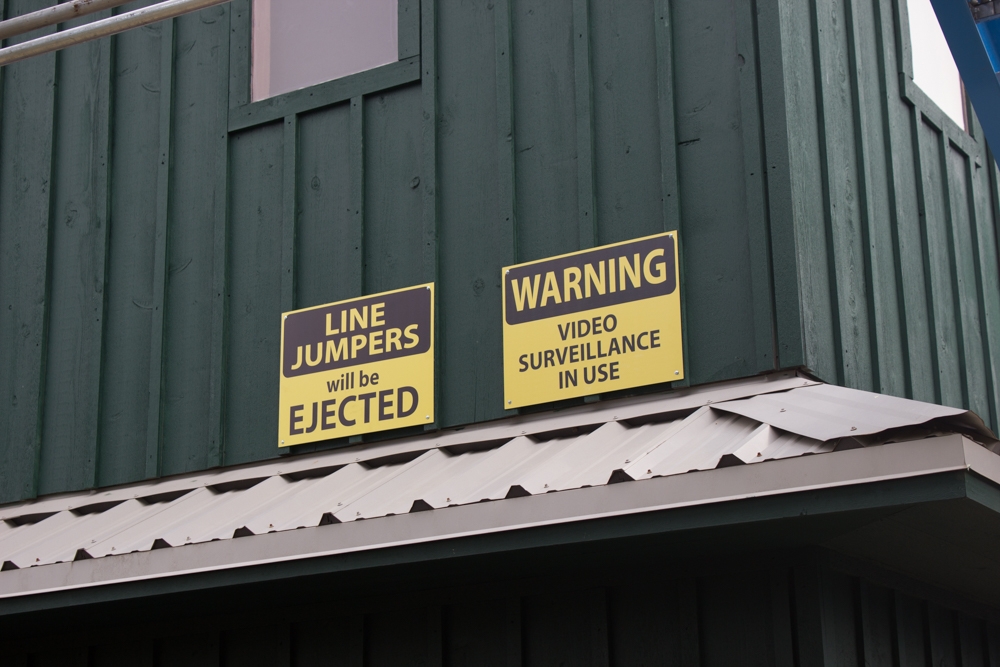 LINE
JUMPERS
will be
EJECTED
WARNING
VIDEO
SURVEILLANCE
IN USE